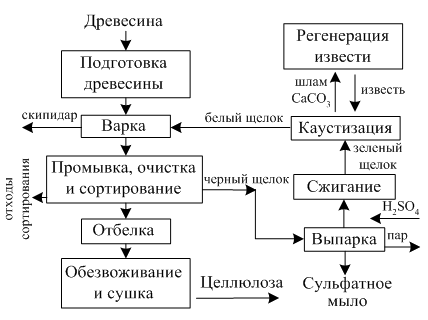 Древесина
Подготовка
древесины
скипидар
Варка
белый щелок
Промывка, очистка
и сортирование
черный щелок
отходы
сортирования
Отбелка
Обезвоживание
и сушка
Целлюлоза
Регенерация
извести
шлам
CaCO3
известь
Каустизация
зеленый
щелок
Сжигание
H2SO4
Выпарка
пар
Сульфатное
мыло